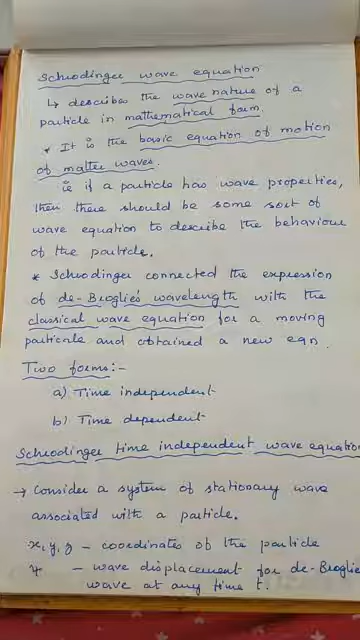 Schrodinger wave equation
↳ describes the wave nature of a
particle in mathematical form.
* It is the basic equation of motion
of matter waves.
ie if a particle has wave properties,
then there should be some sort of
wave equation to describe the behaviour
of the particle.
* Schrodinger connected the expression
of de-Broglie's wavelength with the
classical wave equation for a moving
particle and obtained a new eqn.
Two forms:-
a) Time independent
b) Time dependent
Schrodinger time independent wave equation
→ Consider a system of stationary wave
associated with a particle.
x, y, z - coordinates of the particle
ψ - wave displacement for de-Broglie
wave at any time t.